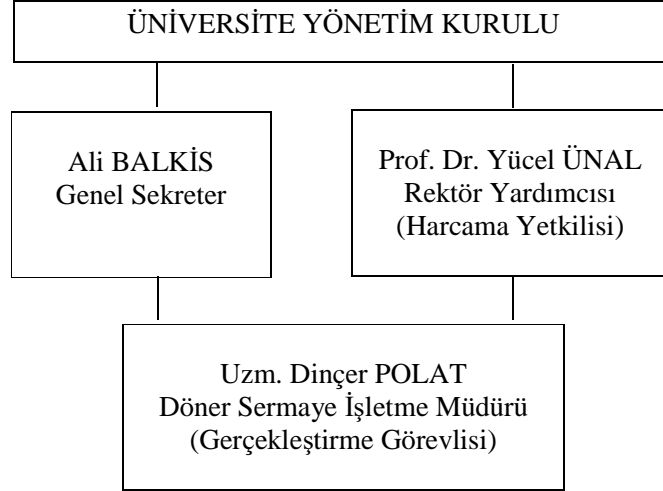 ÜNİVERSİTE YÖNETİM KURULU
Ali BALKİS
Genel Sekreter
Prof. Dr. Yücel ÜNAL
Rektör Yardımcısı
(Harcama Yetkilisi)
Uzm. Dinçer POLAT
Döner Sermaye İşletme Müdürü
(Gerçekleştirme Görevlisi)